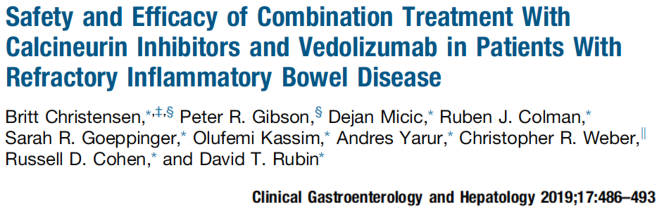 Safety and Efficacy of Combination Treatment With
Calcineurin Inhibitors and Vedolizumab in Patients With
Refractory Inflammatory Bowel Disease
Britt Christensen,*,‡,§ Peter R. Gibson,§ Dejan Micic,* Ruben J. Colman,*
Sarah R. Goeppinger,* Olufemi Kassim,* Andres Yarur,* Christopher R. Weber,‖
Russell D. Cohen,* and David T. Rubin*
Clinical Gastroenterology and Hepatology 2019;17:486–493